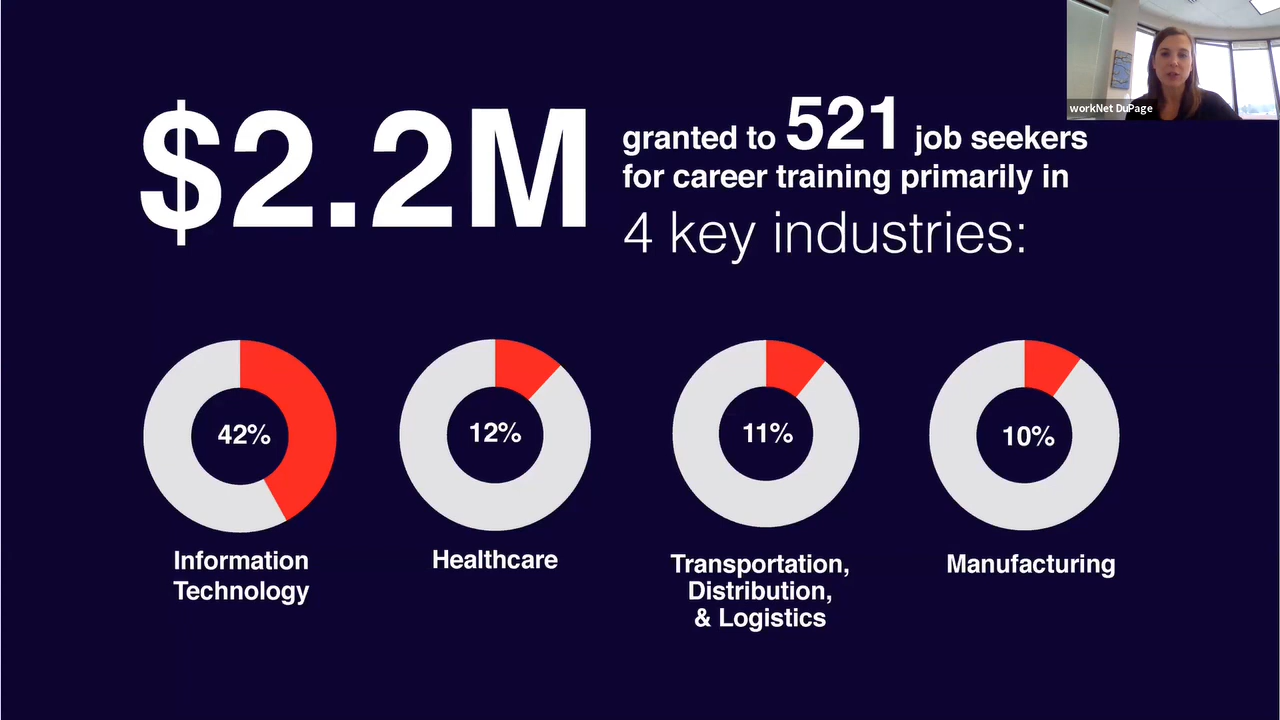 workNet DuPage
$2.2M
granted to 521 job seekers
for career training primarily in
4 key industries:
42%
12%
11%
10%
Information
Technology
Healthcare
Transportation,
Distribution,
& Logistics
Manufacturing